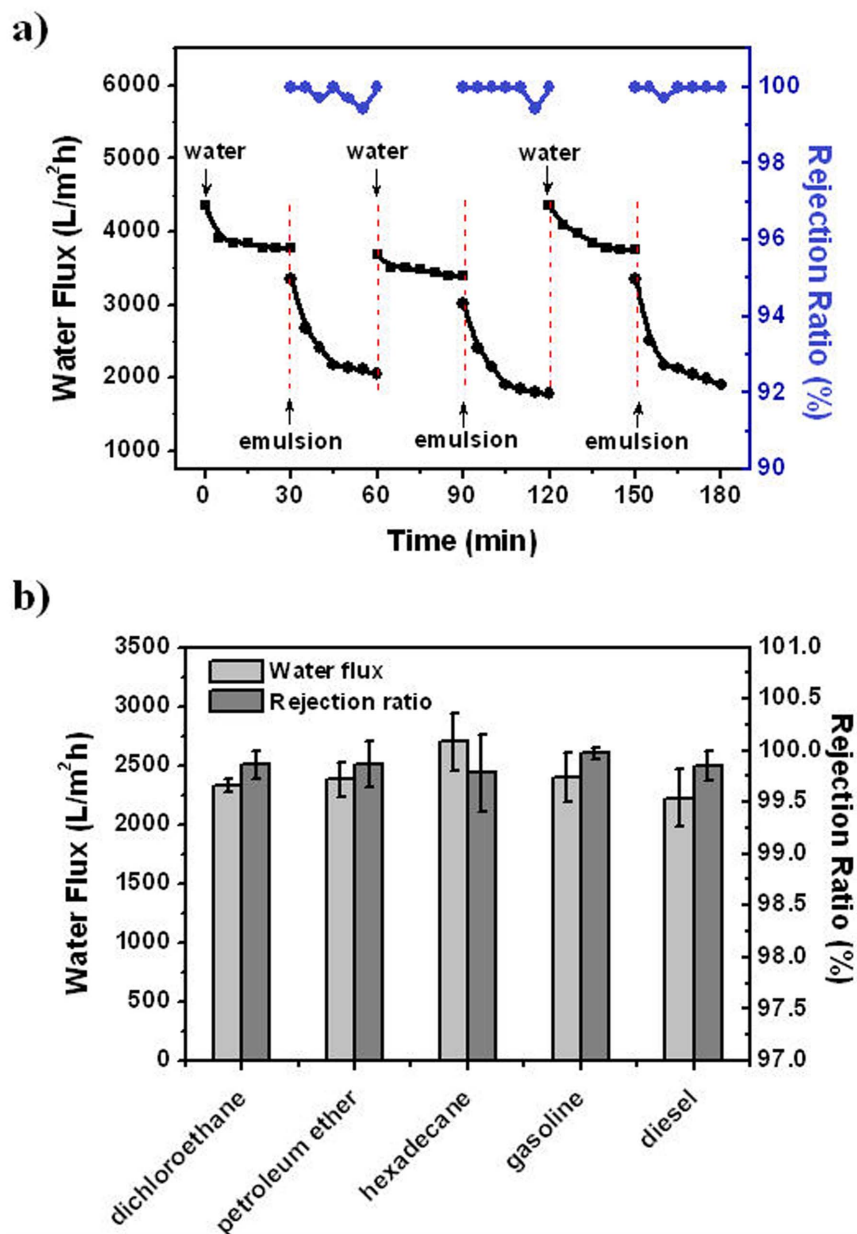 a)
Water Flux (L/m²h)
6000
5000
4000
3000
2000
1000
water
water
water
emulsion
emulsion
emulsion
100
98
96
94
92
90
Rejection Ratio (%)
0 30 60 90 120 150 180
Time (min)
b)
Water Flux (L/m²h)
3500
3000
2500
2000
1500
1000
500
0
Water flux
Rejection ratio
101.0
100.5
100.0
99.5
99.0
98.5
98.0
97.5
97.0
Rejection Ratio (%)
dichloroethane
petroleum ether
hexadecane
gasoline
diesel